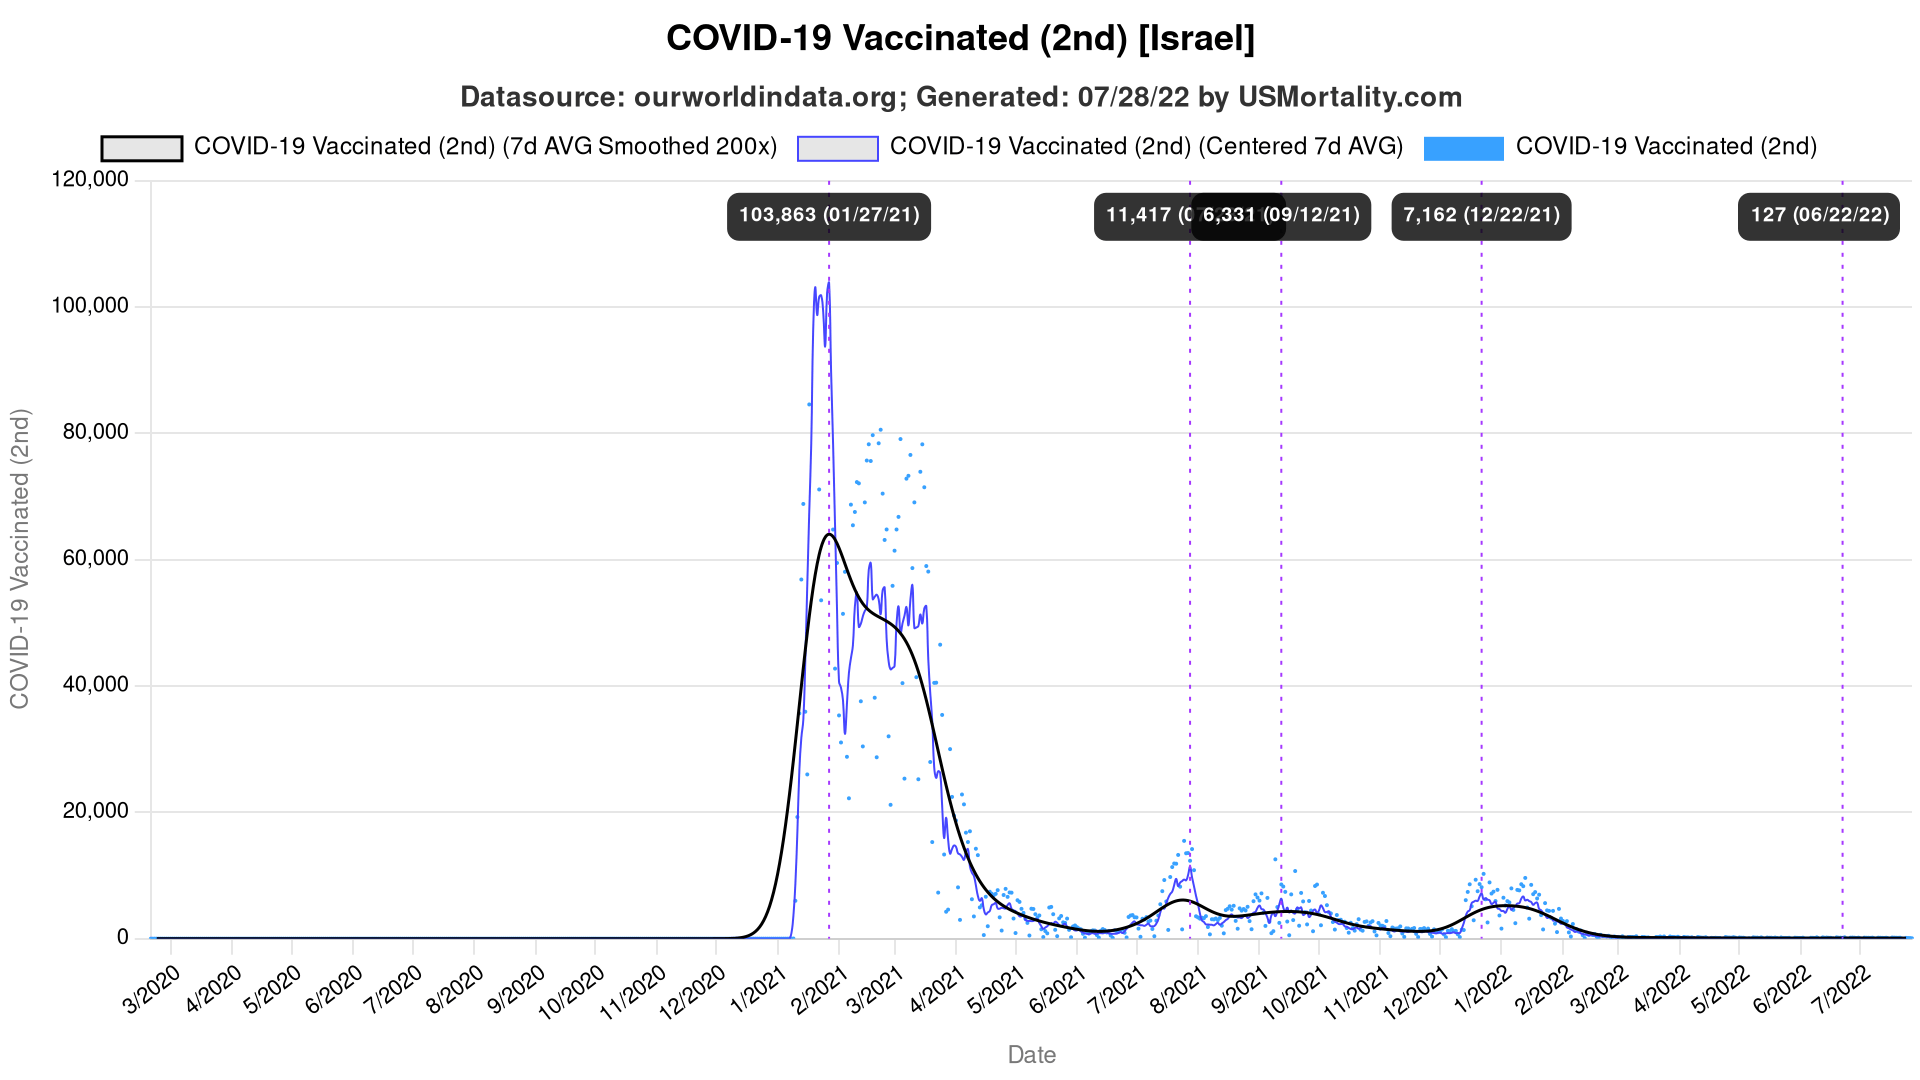 COVID-19 Vaccinated (2nd) [Israel]
Datasource: ourworldindata.org; Generated: 07/28/22 by USMortality.com
COVID-19 Vaccinated (2nd) (7d AVG Smoothed 200x) COVID-19 Vaccinated (2nd) (Centered 7d AVG) COVID-19 Vaccinated (2nd)
103,863 (01/27/21) 11,417 6,331 (09/12/21) 7,162 (12/22/21) 127 (06/22/22)
120,000
100,000
80,000
60,000
40,000
20,000
0
COVID-19 Vaccinated (2nd)
3/2020 4/2020 5/2020 6/2020 7/2020 8/2020 9/2020 10/2020 11/2020 12/2020 1/2021 2/2021 3/2021 4/2021 5/2021 6/2021 7/2021 8/2021 9/2021 10/2021 11/2021 12/2021 1/2022 2/2022 3/2022 4/2022 5/2022 6/2022 7/2022
Date